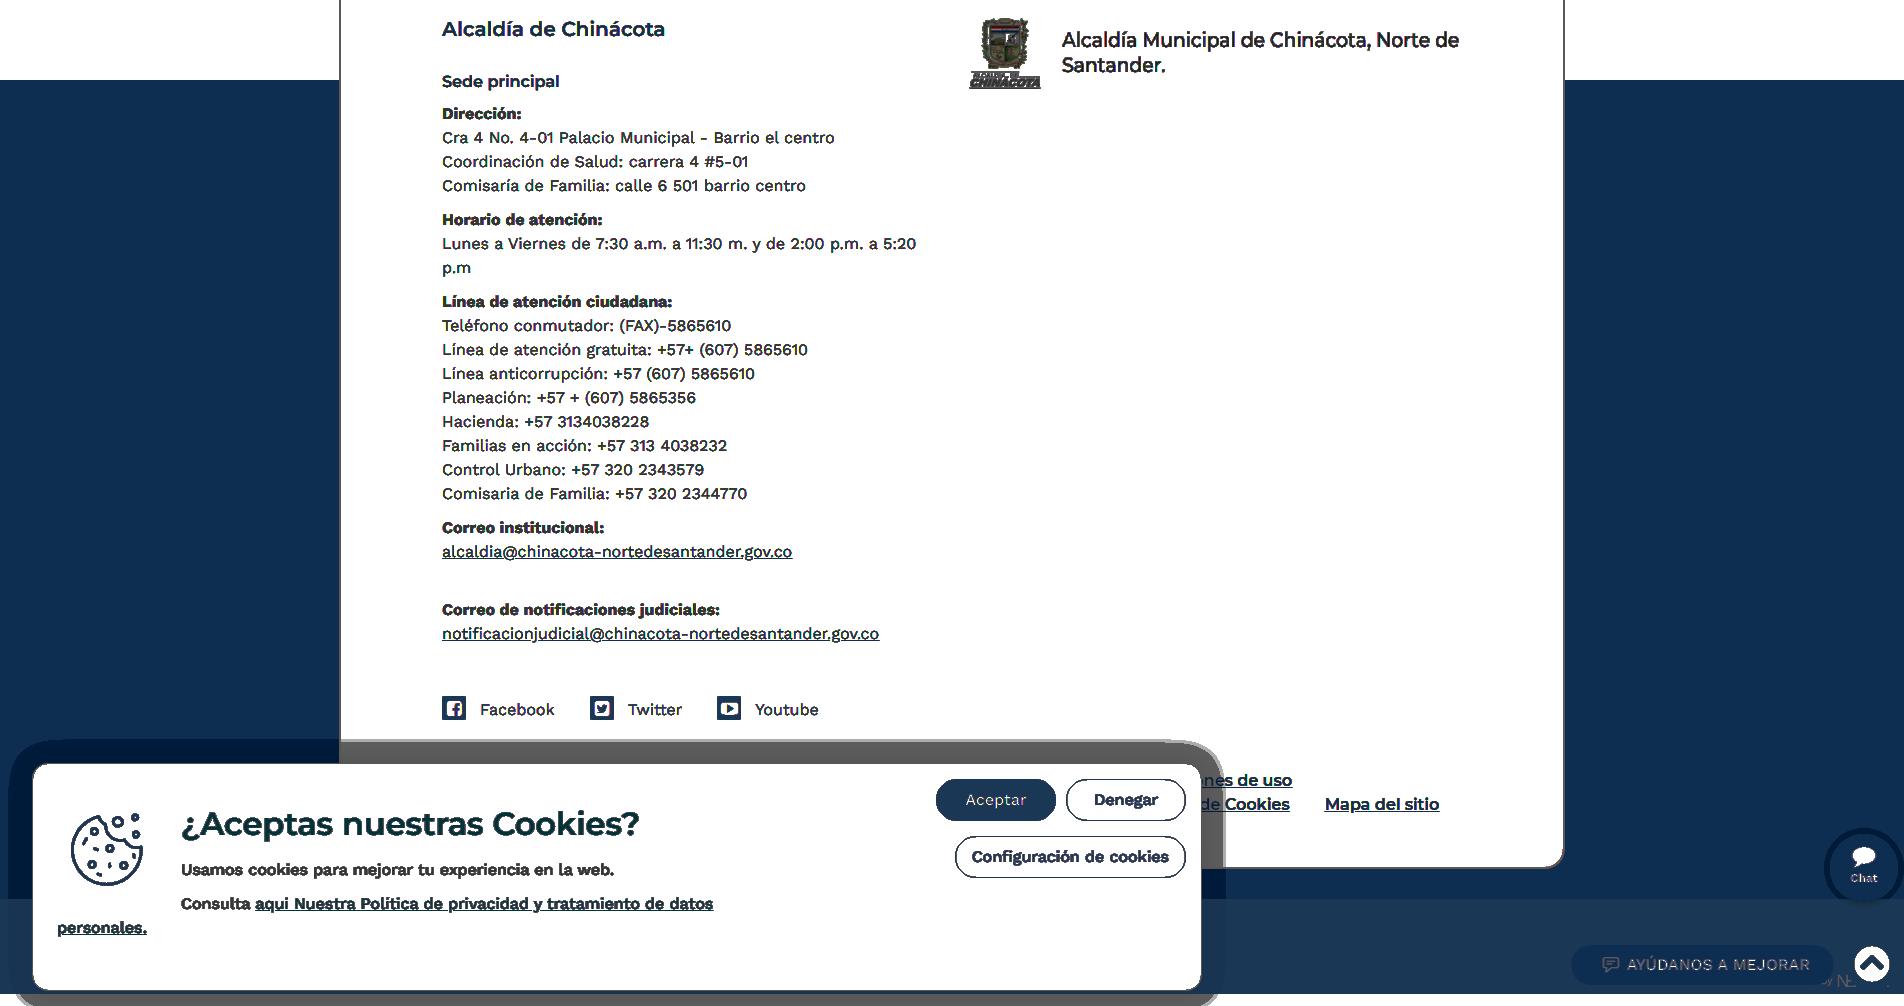 Alcaldía de Chinácota
Sede principal
Dirección:
Cra 4 No. 4-01 Palacio Municipal - Barrio el centro
Coordinación de Salud: carrera 4 #5-01
Comisaría de Familia: calle 6 501 barrio centro
Horario de atención:
Lunes a Viernes de 7:30 a.m. a 11:30 m. y de 2:00 p.m. a 5:20
p.m
Línea de atención ciudadana:
Teléfono conmutador: (FAX)-5865610
Línea de atención gratuita: +57+ (607) 5865610
Línea anticorrupción: +57 (607) 5865610
Planeación: +57 + (607) 5865356
Hacienda: +57 3134038228
Familias en acción: +57 313 4038232
Control Urbano: +57 320 2343579
Comisaria de Familia: +57 320 2344770
Correo institucional:
alcaldia@chinacota-nortedesantander.gov.co
Correo de notificaciones judiciales:
notificacionjudicial@chinacota-nortedesantander.gov.co
Facebook Twitter Youtube
CHINACOTA
Alcaldía Municipal de Chinácota, Norte de
Santander.
nes de uso
de Cookies Mapa del sitio
¿Aceptas nuestras Cookies?
Usamos cookies para mejorar tu experiencia en la web.
Consulta aqui Nuestra Política de privacidad y tratamiento de datos
personales.
Aceptar Denegar
Configuración de cookies
Chat
AYÚDANOS A MEJORAR